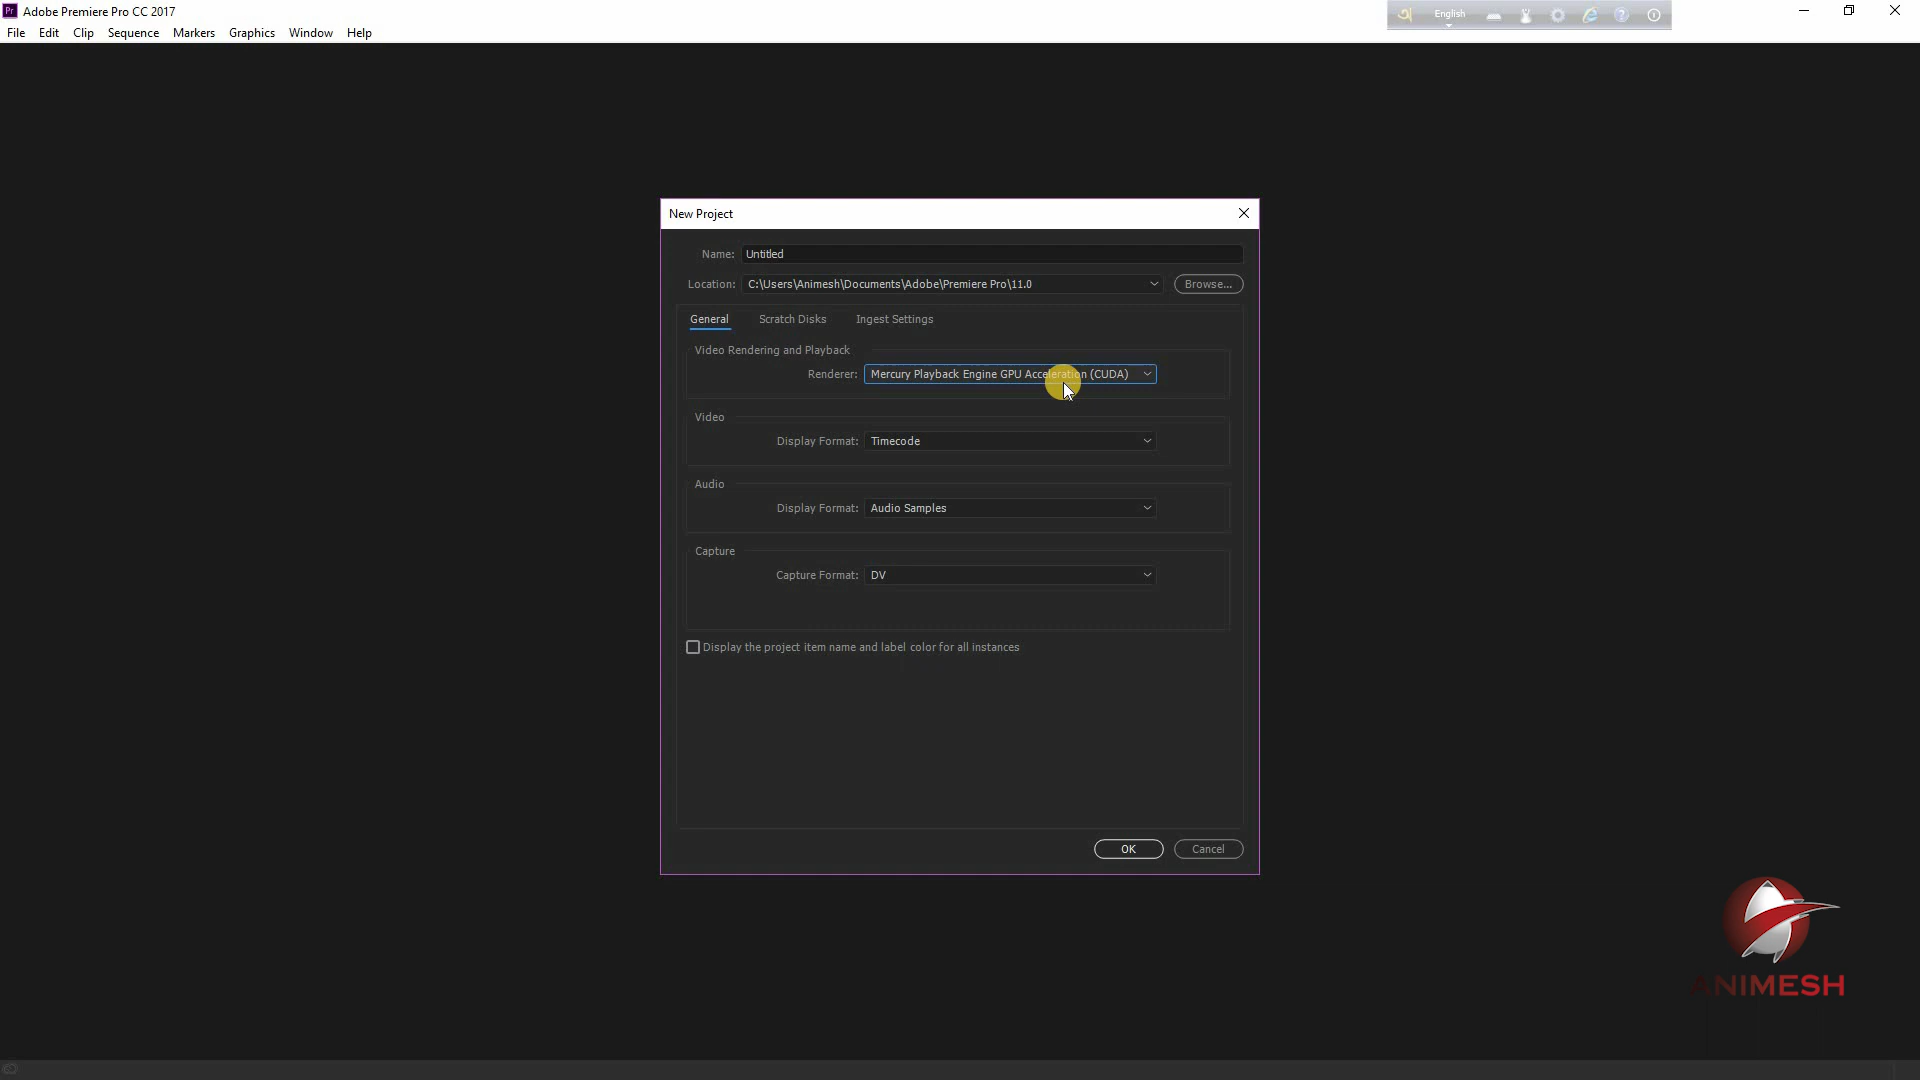 Pr Adobe Premiere Pro CC 2017
English
File Edit Clip Sequence Markers Graphics Window Help
New Project
Name: Untitled
Location: C:\Users\Animesh\Documents\Adobe\Premiere Pro\11.0 Browse...
General Scratch Disks Ingest Settings
Video Rendering and Playback
Renderer: Mercury Playback Engine GPU Acceleration (CUDA)
Video
Display Format: Timecode
Audio
Display Format: Audio Samples
Capture
Capture Format: DV
Display the project item name and label color for all instances
OK Cancel
ANIMESH